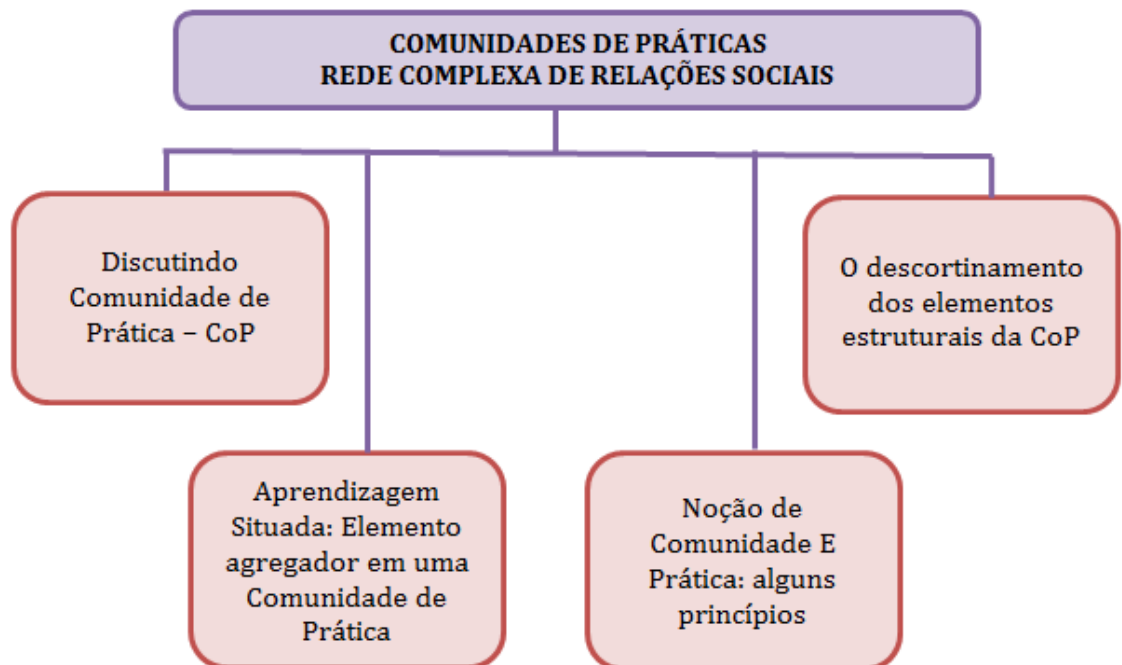 COMUNIDADES DE PRÁTICAS
REDE COMPLEXA DE RELAÇÕES SOCIAIS
Discutindo
Comunidade de
Prática – CoP
Aprendizagem
Situada: Elemento
agregador em uma
Comunidade de
Prática
Noção de
Comunidade E
Prática: alguns
princípios
O descortinamento
dos elementos
estruturais da CoP